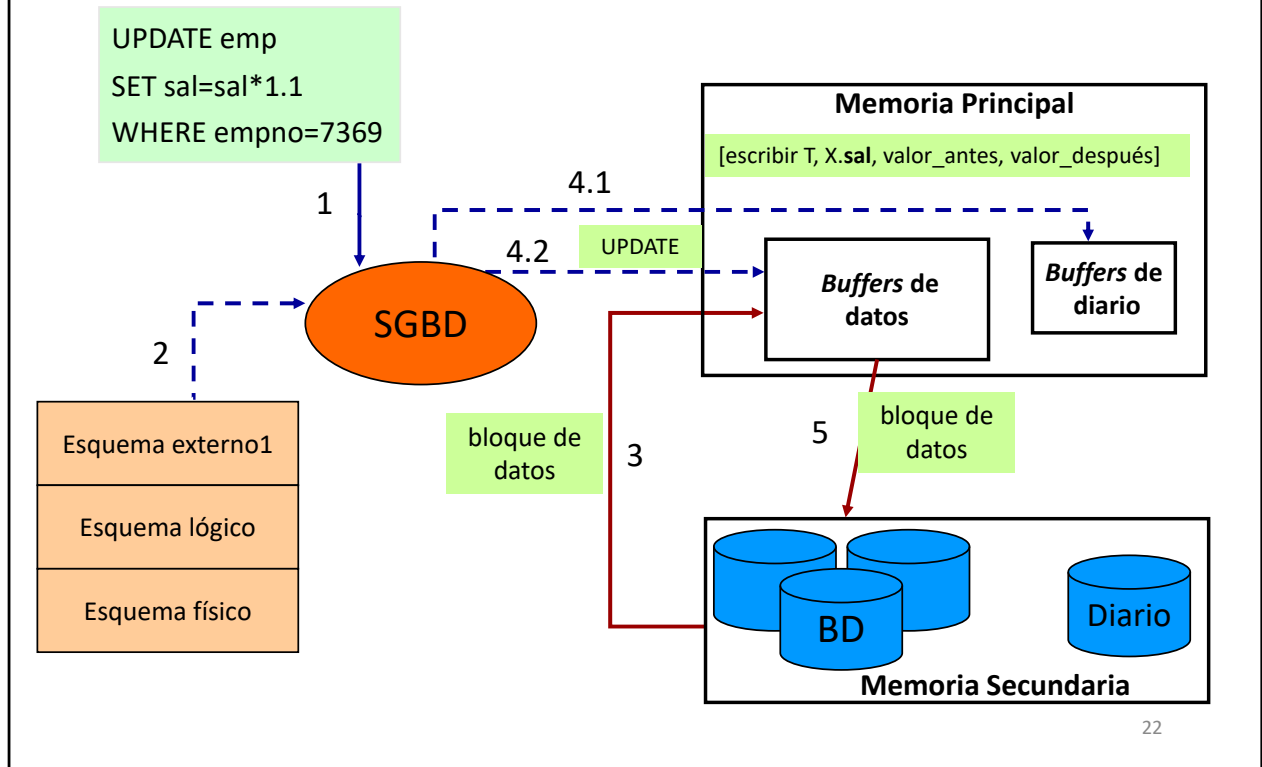 UPDATE emp
SET sal=sal*1.1
WHERE empno=7369
Memoria Principal
[escribir T, X.sal, valor_antes, valor_después]
4.1
1
4.2
UPDATE
Buffers de
datos
Buffers de
diario
SGBD
2
Esquema externo1
Esquema lógico
Esquema físico
bloque de
datos
3
5
bloque de
datos
BD
Diario
Memoria Secundaria
22